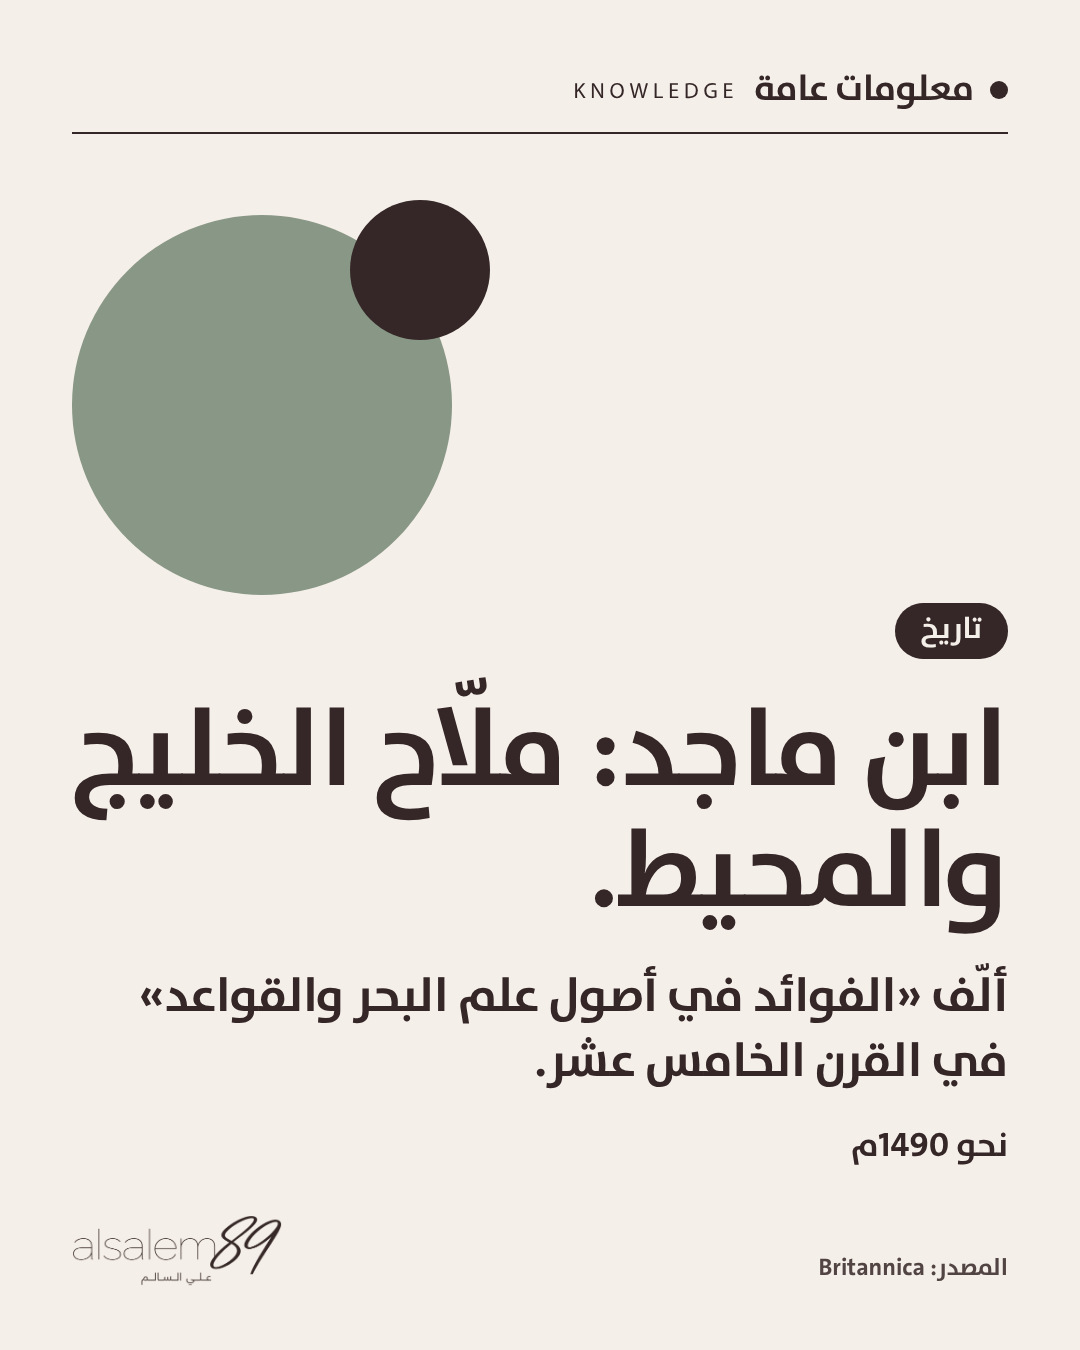 معلومات عامة KNOWLEDGE
تاريخ
ابن ماجد: ملّاح الخليج
والمحيط.
ألّف «الفوائد في أصول علم البحر والقواعد»
في القرن الخامس عشر.
نحو 1490م
المصدر: Britannica
alsalem89
علي السالم